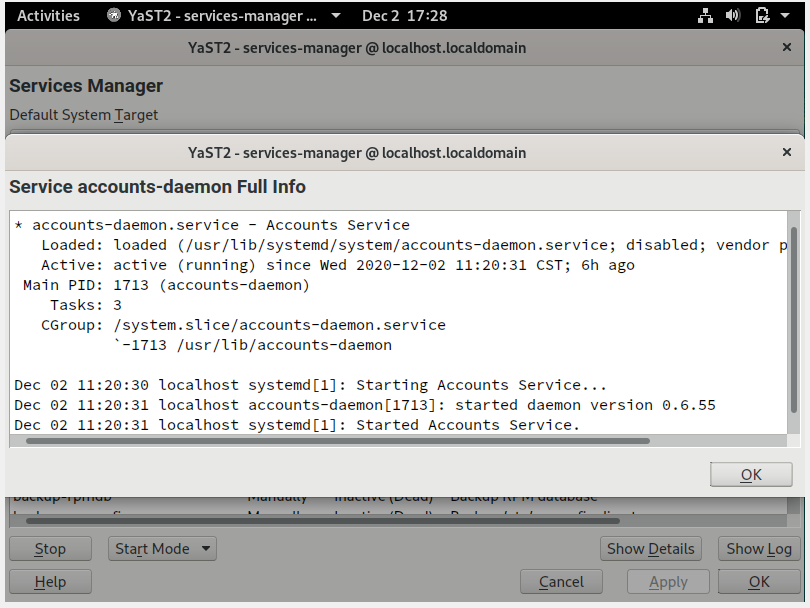 Activities YaST2 - services-manager ... Dec 2 17:28
YaST2 - services-manager @ localhost.localdomain ×
Services Manager
Default System Target
YaST2 - services-manager @ localhost.localdomain ×
Service accounts-daemon Full Info
* accounts-daemon.service - Accounts Service
Loaded: loaded (/usr/lib/systemd/system/accounts-daemon.service; disabled; vendor p
Active: active (running) since Wed 2020-12-02 11:20:31 CST; 6h ago
Main PID: 1713 (accounts-daemon)
Tasks: 3
CGroup: /system.slice/accounts-daemon.service
`-1713 /usr/lib/accounts-daemon
Dec 02 11:20:30 localhost systemd[1]: Starting Accounts Service...
Dec 02 11:20:31 localhost accounts-daemon[1713]: started daemon version 0.6.55
Dec 02 11:20:31 localhost systemd[1]: Started Accounts Service.
OK
backup-rpmdb Manually Inactive (Dead) Backup RPM database
Stop Start Mode Show Details Show Log
Help Cancel Apply OK